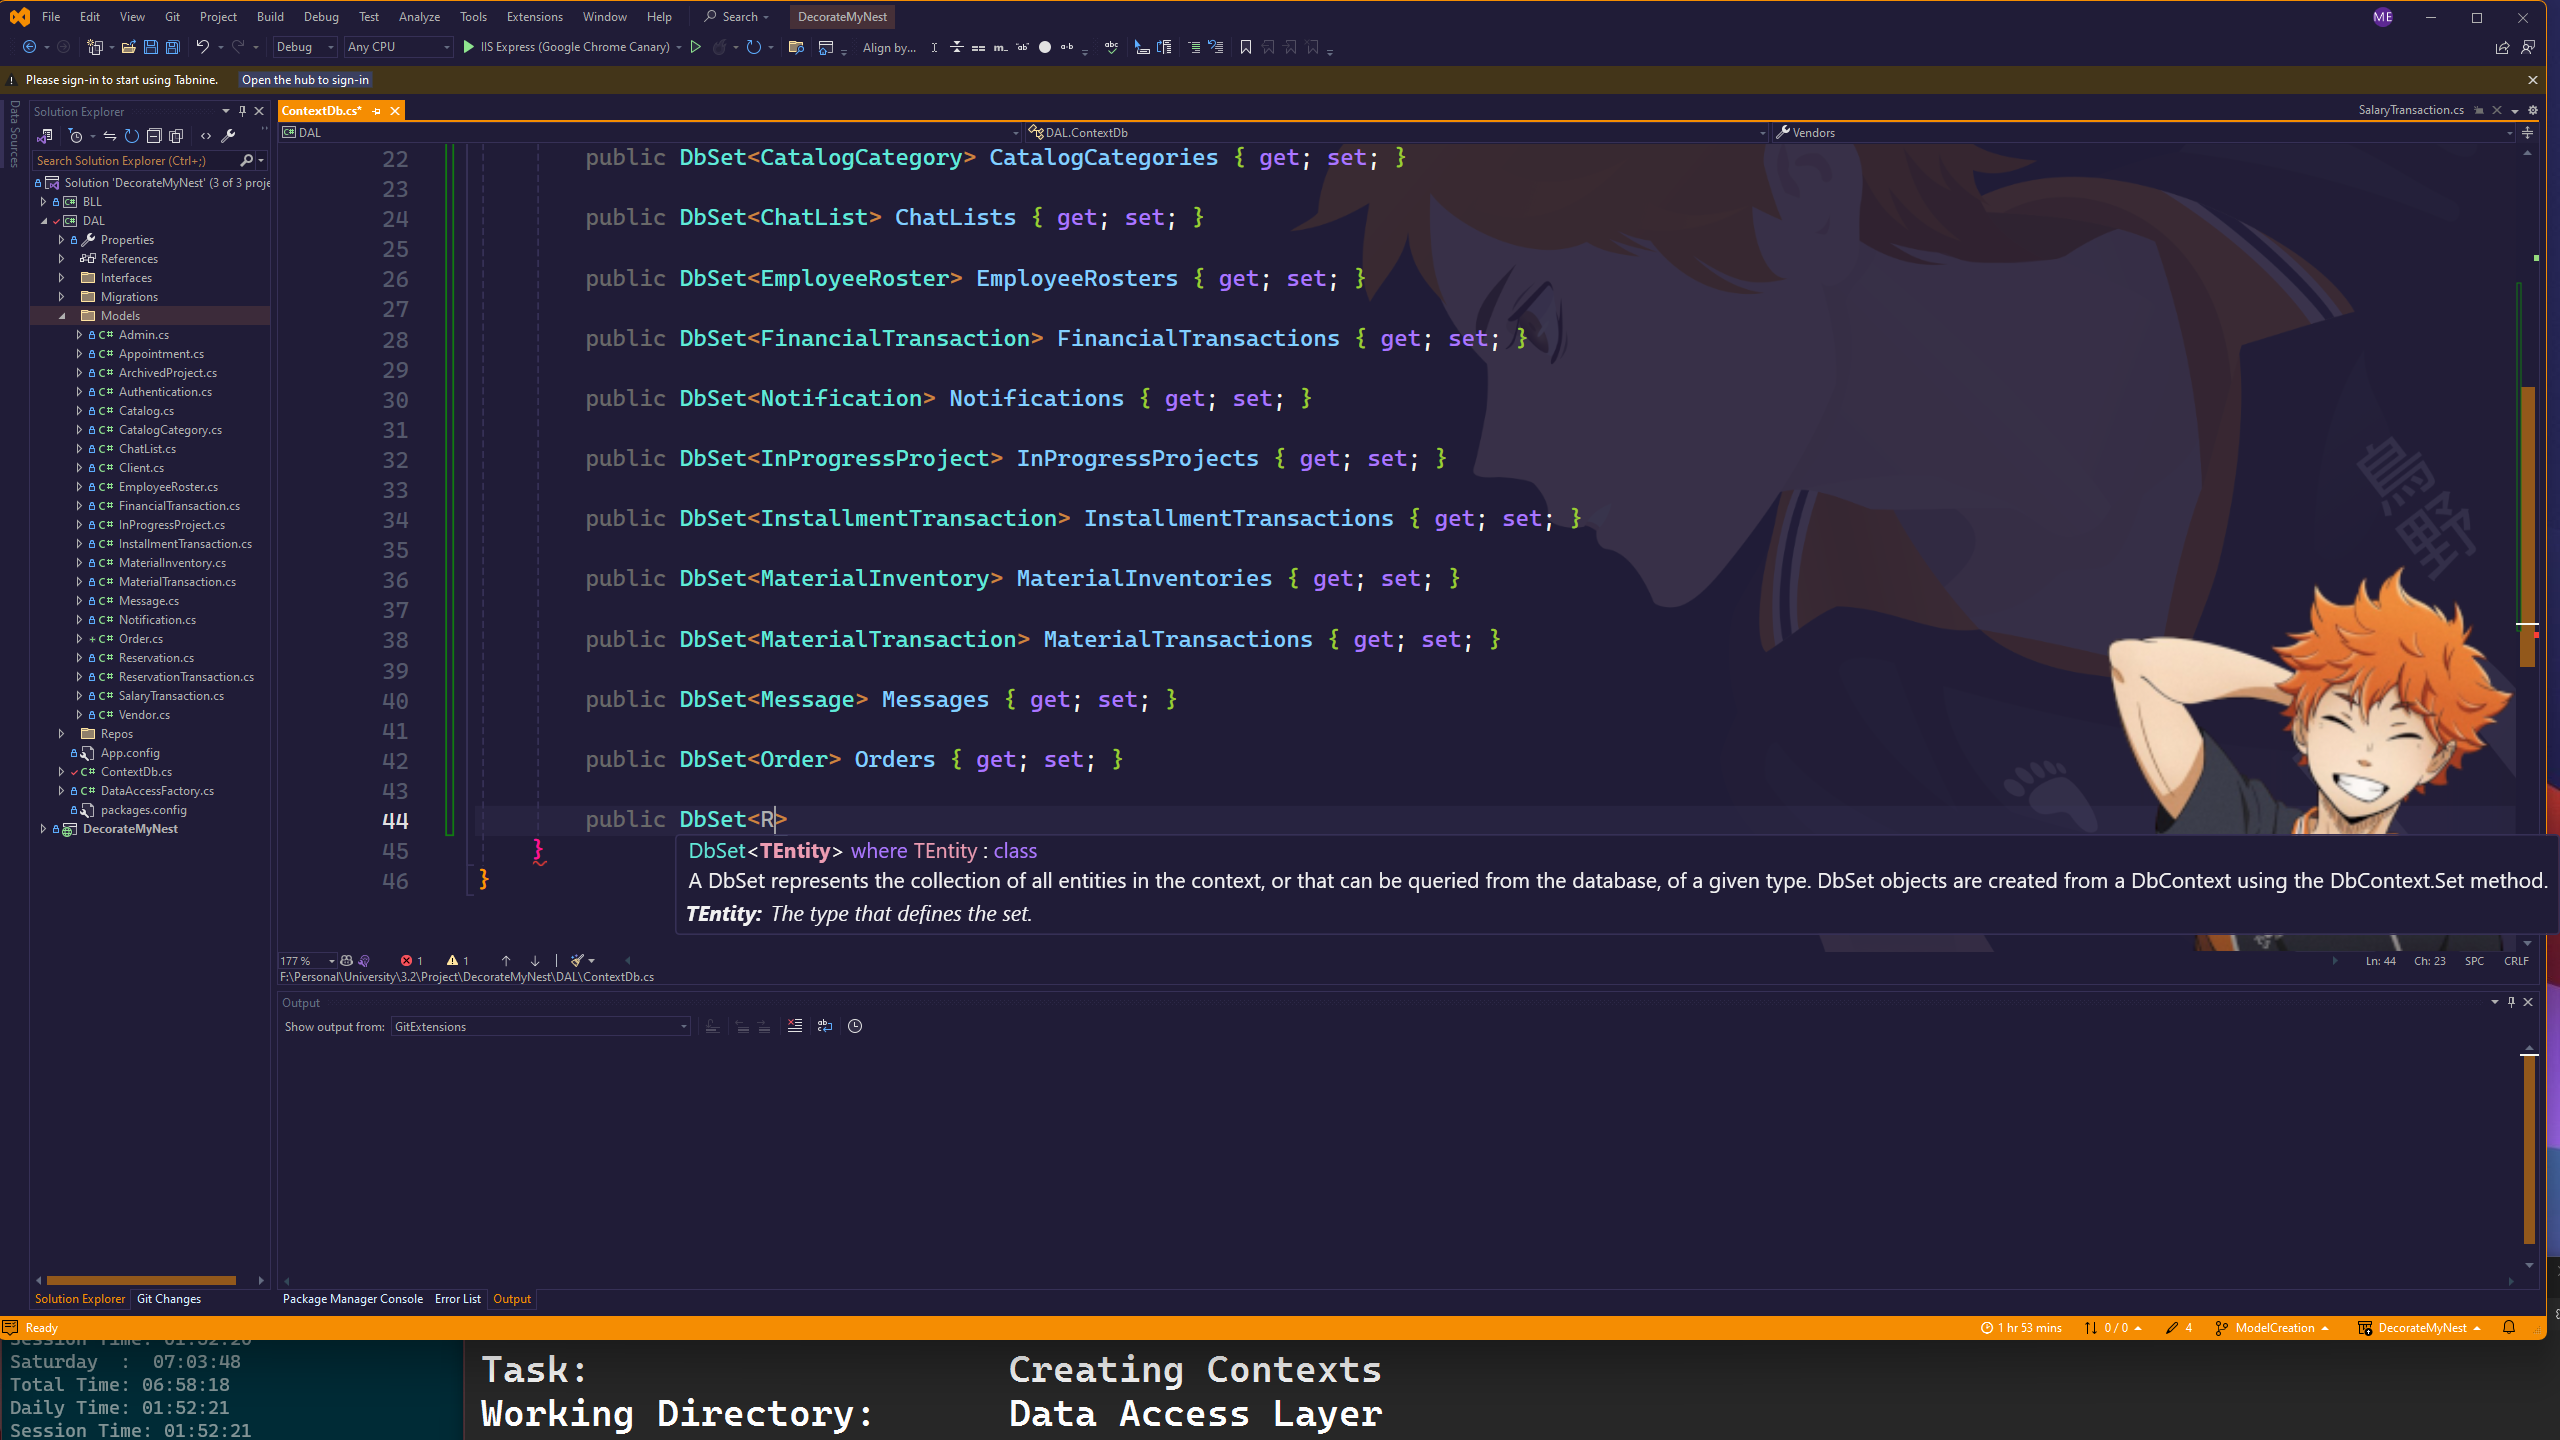 File Edit View Git Project Build Debug Test Analyze Tools Extensions Window Help Search DecorateMyNest ME
Debug Any CPU IIS Express (Google Chrome Canary) Align by...
Please sign-in to start using Tabnine. Open the hub to sign-in
Data Sources
Solution Explorer
Search Solution Explorer (Ctrl+;)
Solution 'DecorateMyNest' (3 of 3 proje
BLL
DAL
Properties
References
Interfaces
Migrations
Models
Admin.cs
Appointment.cs
ArchivedProject.cs
Authentication.cs
Catalog.cs
CatalogCategory.cs
ChatList.cs
Client.cs
EmployeeRoster.cs
FinancialTransaction.cs
InProgressProject.cs
InstallmentTransaction.cs
MaterialInventory.cs
MaterialTransaction.cs
Message.cs
Notification.cs
Order.cs
Reservation.cs
ReservationTransaction.cs
SalaryTransaction.cs
Vendor.cs
Repos
App.config
ContextDb.cs
DataAccessFactory.cs
packages.config
DecorateMyNest
Solution Explorer Git Changes
ContextDb.cs* SalaryTransaction.cs
DAL DAL.ContextDb Vendors
22 public DbSet<CatalogCategory> CatalogCategories { get; set; }
23
24 public DbSet<ChatList> ChatLists { get; set; }
25
26 public DbSet<EmployeeRoster> EmployeeRosters { get; set; }
27
28 public DbSet<FinancialTransaction> FinancialTransactions { get; set; }
29
30 public DbSet<Notification> Notifications { get; set; }
31
32 public DbSet<InProgressProject> InProgressProjects { get; set; }
33
34 public DbSet<InstallmentTransaction> InstallmentTransactions { get; set; }
35
36 public DbSet<MaterialInventory> MaterialInventories { get; set; }
37
38 public DbSet<MaterialTransaction> MaterialTransactions { get; set; }
39
40 public DbSet<Message> Messages { get; set; }
41
42 public DbSet<Order> Orders { get; set; }
43
44 public DbSet<R>
45 }
46 }
烏野
DbSet<TEntity> where TEntity : class
A DbSet represents the collection of all entities in the context, or that can be queried from the database, of a given type. DbSet objects are created from a DbContext using the DbContext.Set method.
TEntity: The type that defines the set.
177 % 1 1 Ln: 44 Ch: 23 SPC CRLF
F:\Personal\University\3.2\Project\DecorateMyNest\DAL\ContextDb.cs
Output
Show output from: GitExtensions
Package Manager Console Error List Output
Ready 1 hr 53 mins 0 / 0 4 ModelCreation DecorateMyNest
Session Time: 01:52:20
Saturday : 07:03:48
Total Time: 06:58:18
Daily Time: 01:52:21
Session Time: 01:52:21
Task: Creating Contexts
Working Directory: Data Access Layer